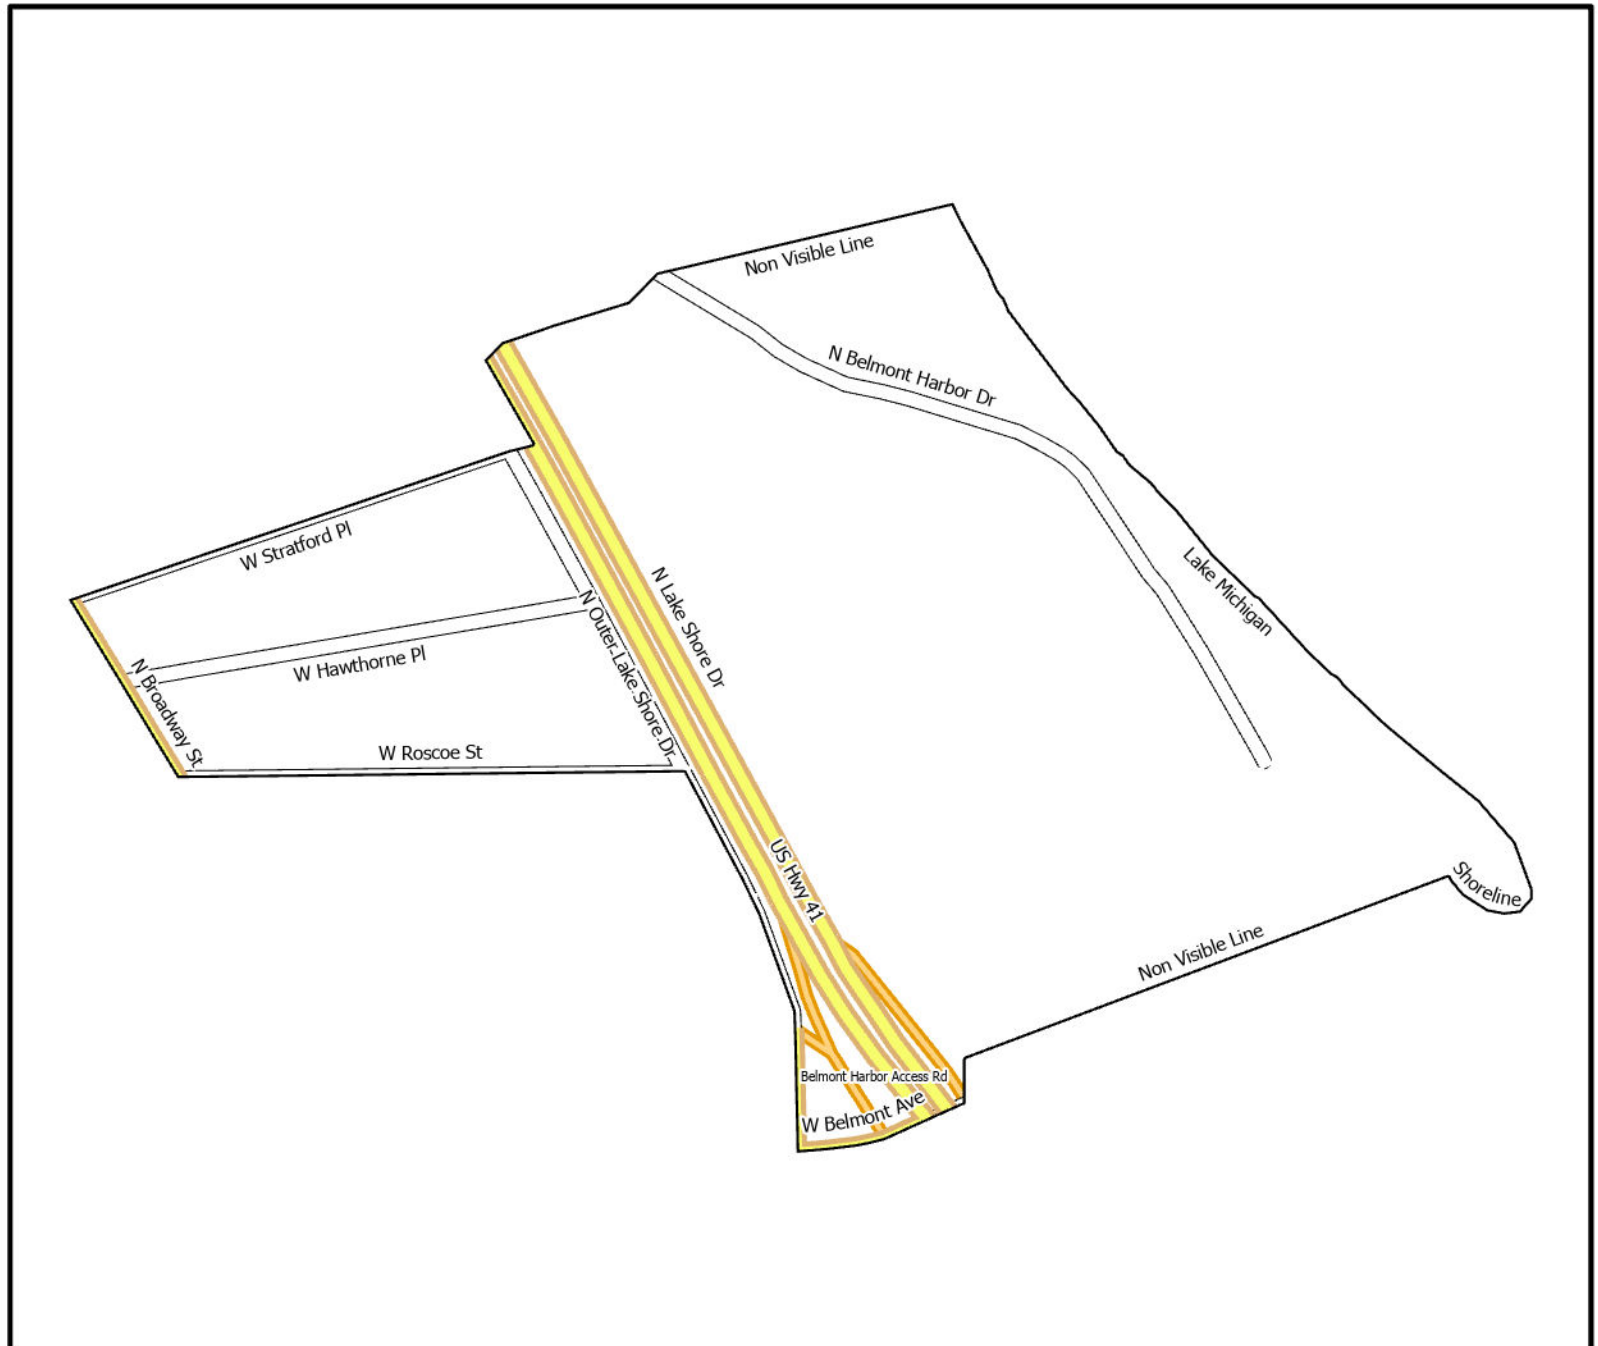 Non Visible Line
N Belmont Harbor Dr
W Stratford Pl
Lake Michigan
N Lake Shore Dr
N Outer Lake Shore Dr
W Hawthorne Pl
N Broadway St
W Roscoe St
US Hwy 41
Shoreline
Non Visible Line
Belmont Harbor Access Rd
W Belmont Ave